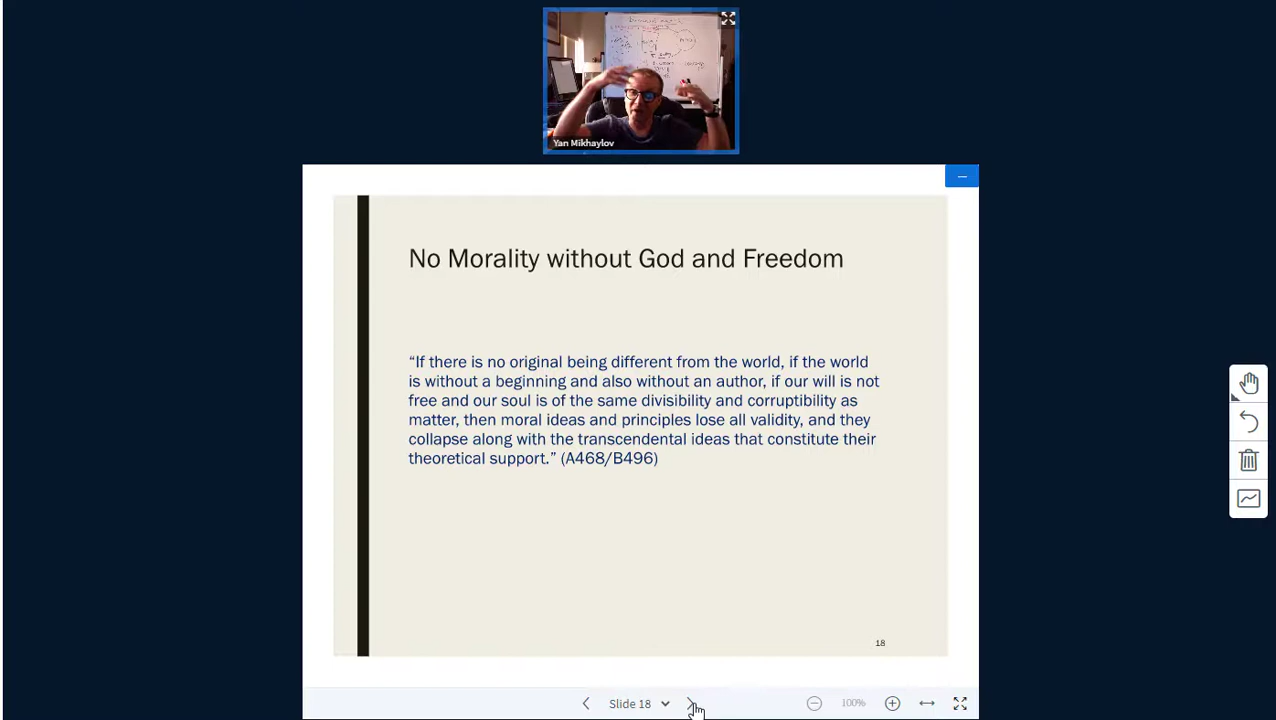 Yan Mikhaylov
No Morality without God and Freedom
“If there is no original being different from the world, if the world
is without a beginning and also without an author, if our will is not
free and our soul is of the same divisibility and corruptibility as
matter, then moral ideas and principles lose all validity, and they
collapse along with the transcendental ideas that constitute their
theoretical support.” (A468/B496)
18
Slide 18
100%